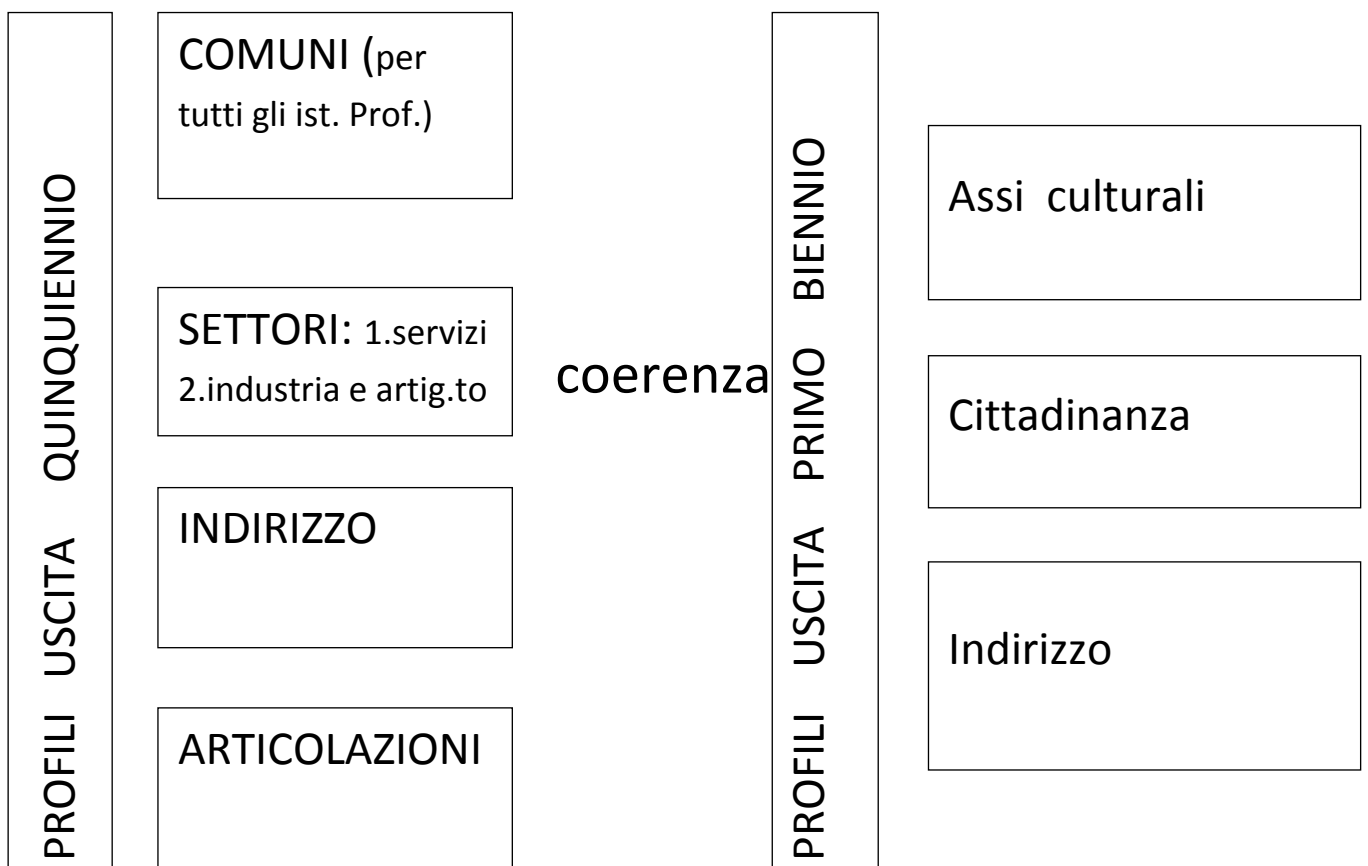 PROFILI USCITA QUINQUIENNIO
COMUNI (per
tutti gli ist. Prof.)
SETTORI: 1.servizi
2.industria e artig.to
INDIRIZZO
ARTICOLAZIONI
coerenza
PROFILI USCITA PRIMO BIENNIO
Assi culturali
Cittadinanza
Indirizzo